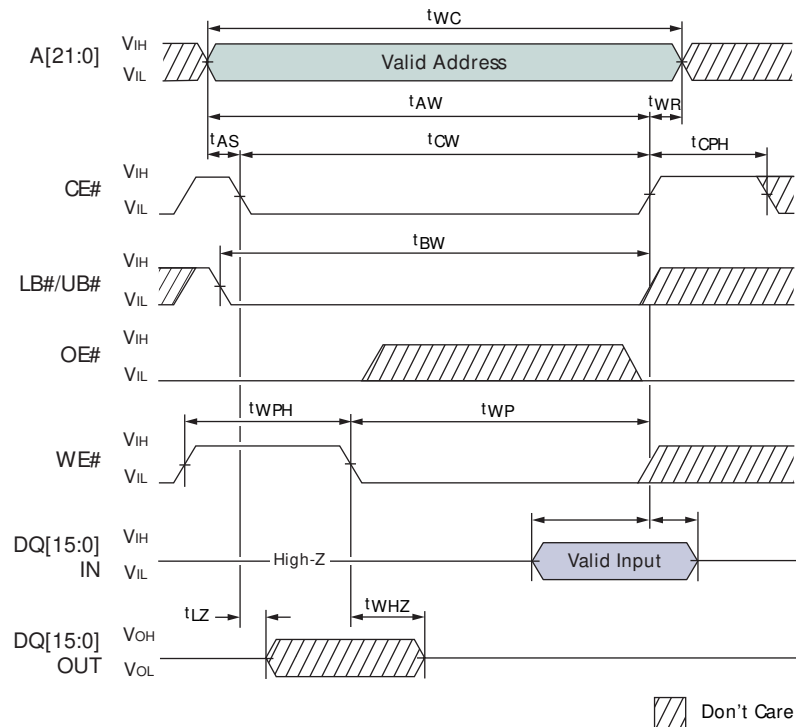 tWC
A[21:0]
VIH
VIL
Valid Address
tAW
tWR
tAS
tCW
tCPH
CE#
VIH
VIL
tBW
LB#/UB#
VIH
VIL
OE#
VIH
VIL
tWPH
tWP
WE#
VIH
VIL
DQ[15:0]
IN
VIH
VIL
High-Z
Valid Input
tLZ
tWHZ
DQ[15:0]
OUT
VOH
VOL
Don't Care